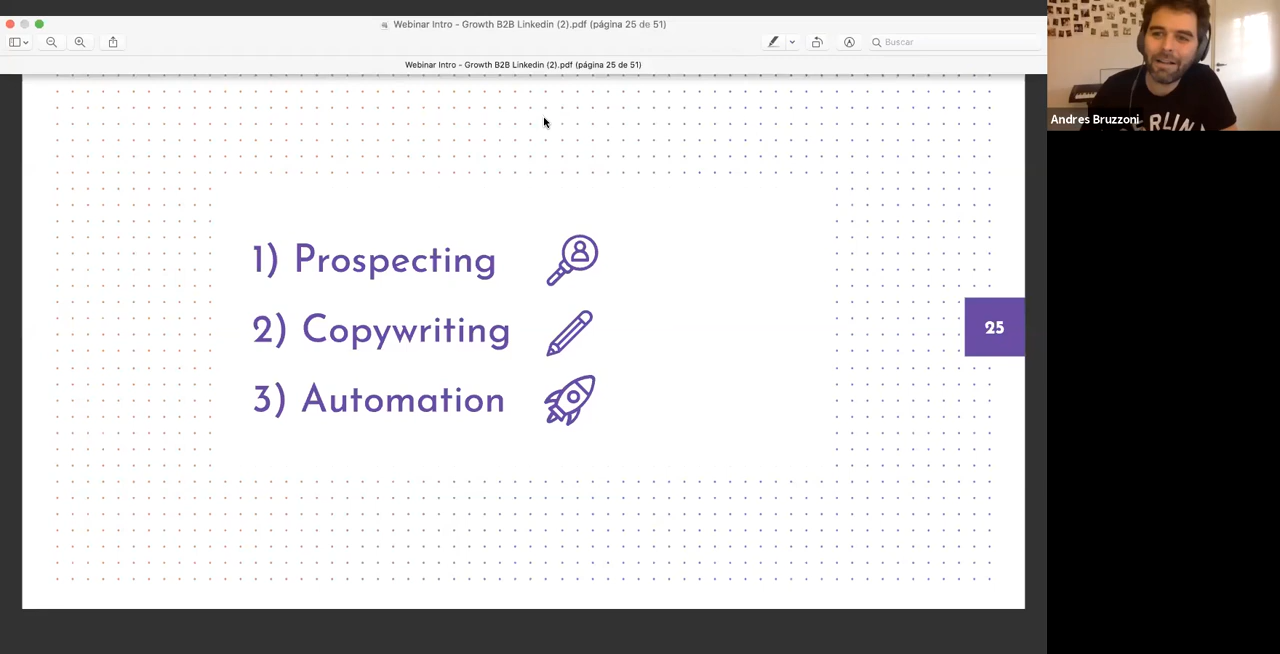 Webinar Intro - Growth B2B Linkedin (2).pdf (página 25 de 51)
Buscar
Webinar Intro - Growth B2B Linkedin (2).pdf (página 25 de 51)
Andres Bruzzoni
BERLIN
1) Prospecting
2) Copywriting
25
3) Automation